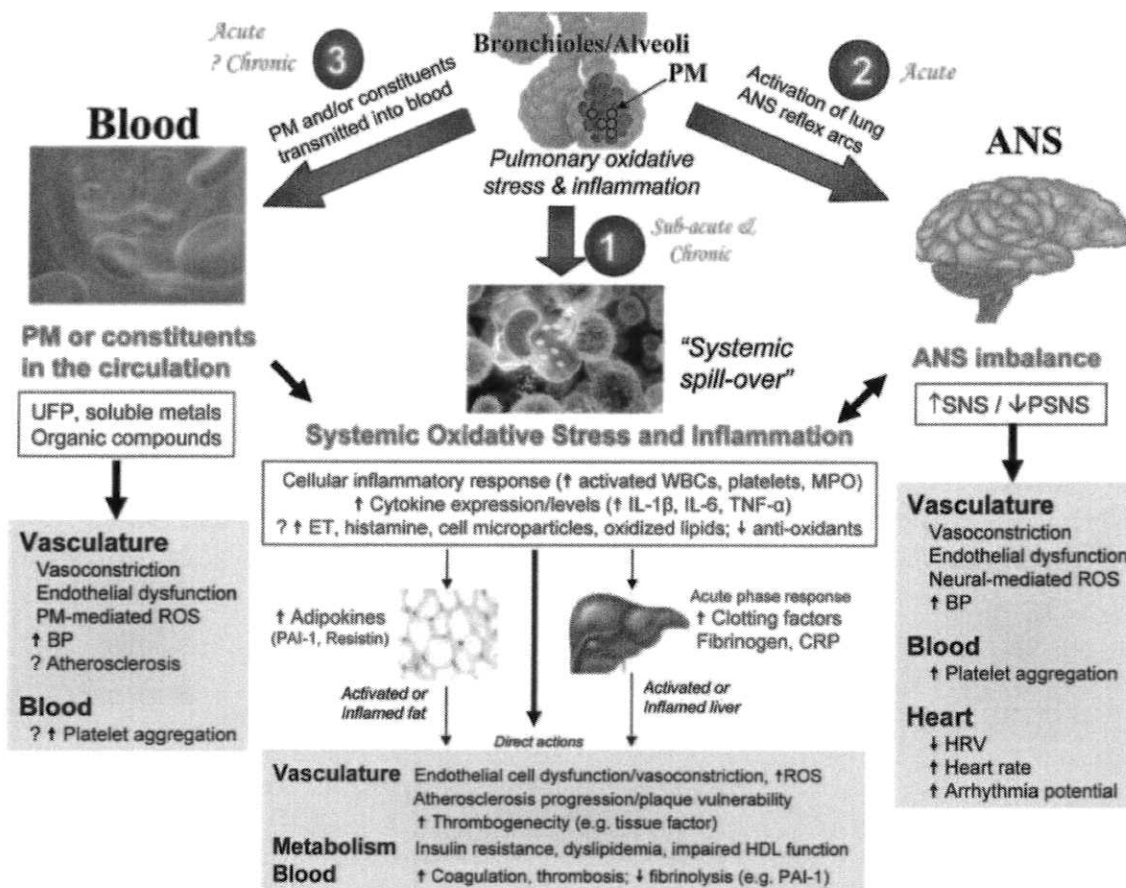 Acute
? Chronic
3
PM and/or constituents
transmitted into blood
Bronchioles/Alveoli
PM
Pulmonary oxidative
stress & inflammation
2
Acute
Activation of lung
ANS reflex arcs
Blood
ANS
1
Sub-acute &
Chronic
"Systemic
spill-over"
PM or constituents
in the circulation
UFP, soluble metals
Organic compounds
Vasculature
Vasoconstriction
Endothelial dysfunction
PM-mediated ROS
↑ BP
? Atherosclerosis
Blood
? ↑ Platelet aggregation
Systemic Oxidative Stress and Inflammation
Cellular inflammatory response (↑ activated WBCs, platelets, MPO)
↑ Cytokine expression/levels (↑ IL-1β, IL-6, TNF-α)
? ↑ ET, histamine, cell microparticles, oxidized lipids; ↓ anti-oxidants
↑ Adipokines
(PAI-1, Resistin)
Activated or
Inflamed fat
Acute phase response
↑ Clotting factors
Fibrinogen, CRP
Activated or
Inflamed liver
Direct actions
Vasculature Endothelial cell dysfunction/vasoconstriction, ↑ROS
Atherosclerosis progression/plaque vulnerability
↑ Thrombogenecity (e.g. tissue factor)
Metabolism Insulin resistance, dyslipidemia, impaired HDL function
Blood ↑ Coagulation, thrombosis; ↓ fibrinolysis (e.g. PAI-1)
ANS imbalance
↑SNS / ↓PSNS
Vasculature
Vasoconstriction
Endothelial dysfunction
Neural-mediated ROS
↑ BP
Blood
↑ Platelet aggregation
Heart
↓ HRV
↑ Heart rate
↑ Arrhythmia potential